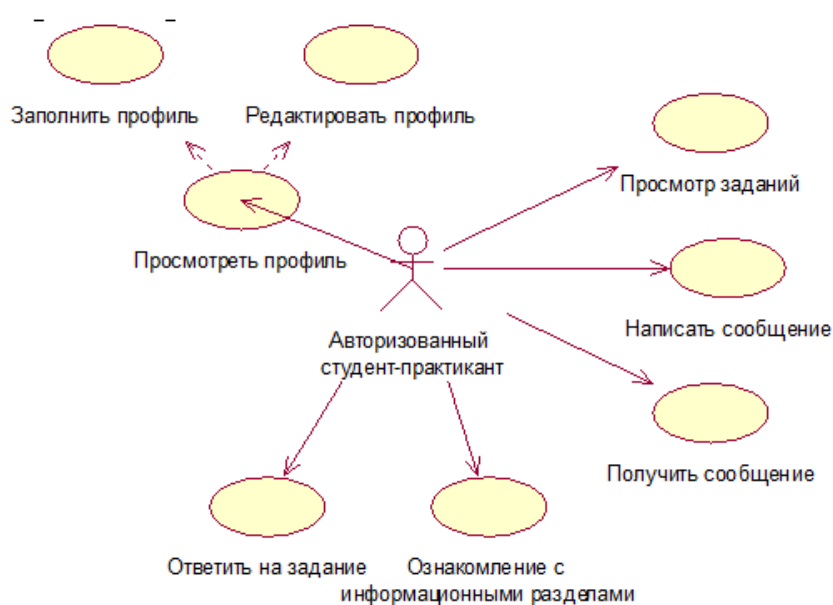 Заполнить профиль
Редактировать профиль
Просмотр заданий
Просмотреть профиль
Написать сообщение
Авторизованный
студент-практикант
Получить сообщение
Ответить на задание
Ознакомление с
информационными разделами